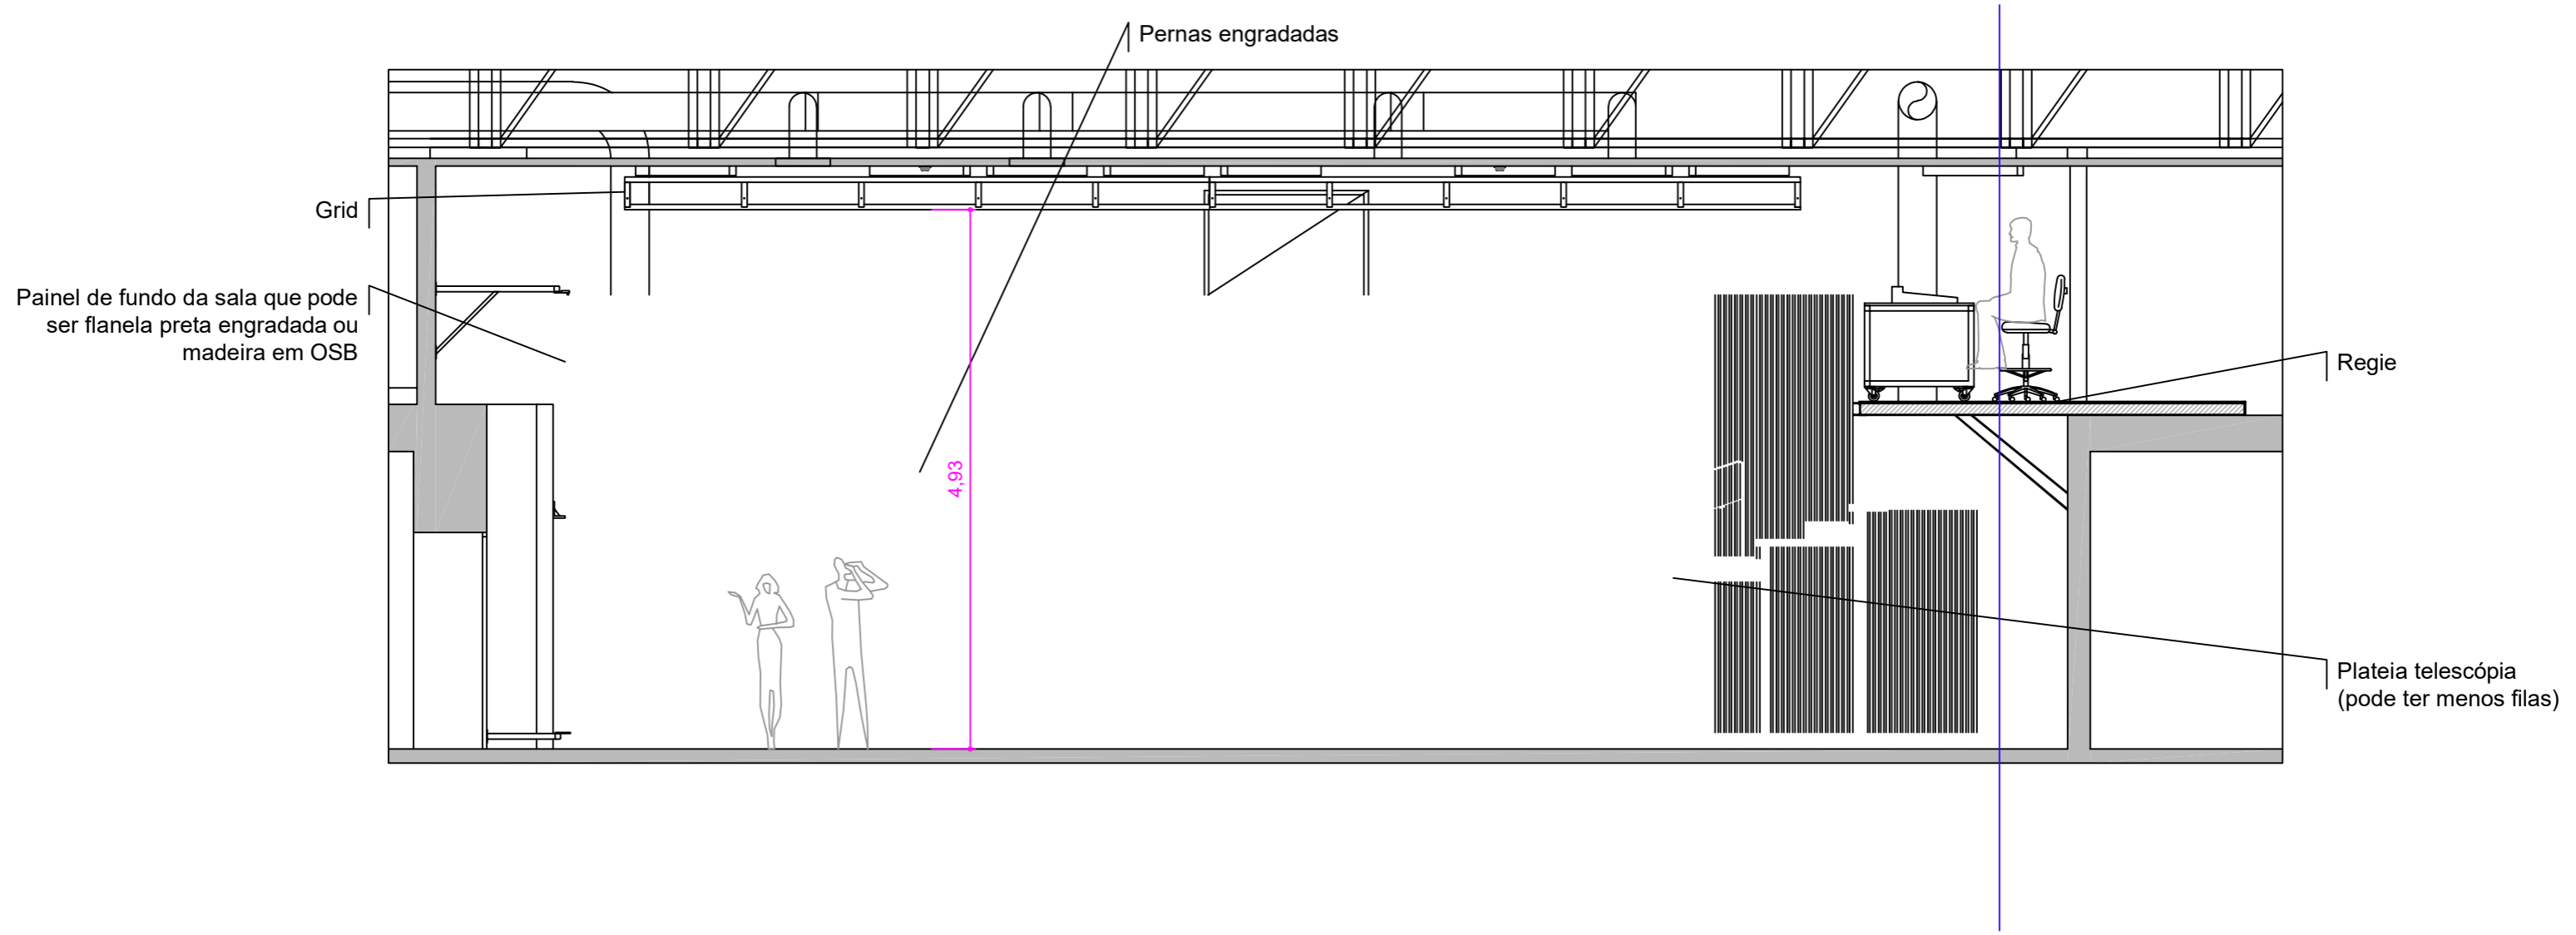 Pernas engradadas
Grid
Painel de fundo da sala que pode
ser flanela preta engradada ou
madeira em OSB
4,93
Regie
Plateia telescópia
(pode ter menos filas)